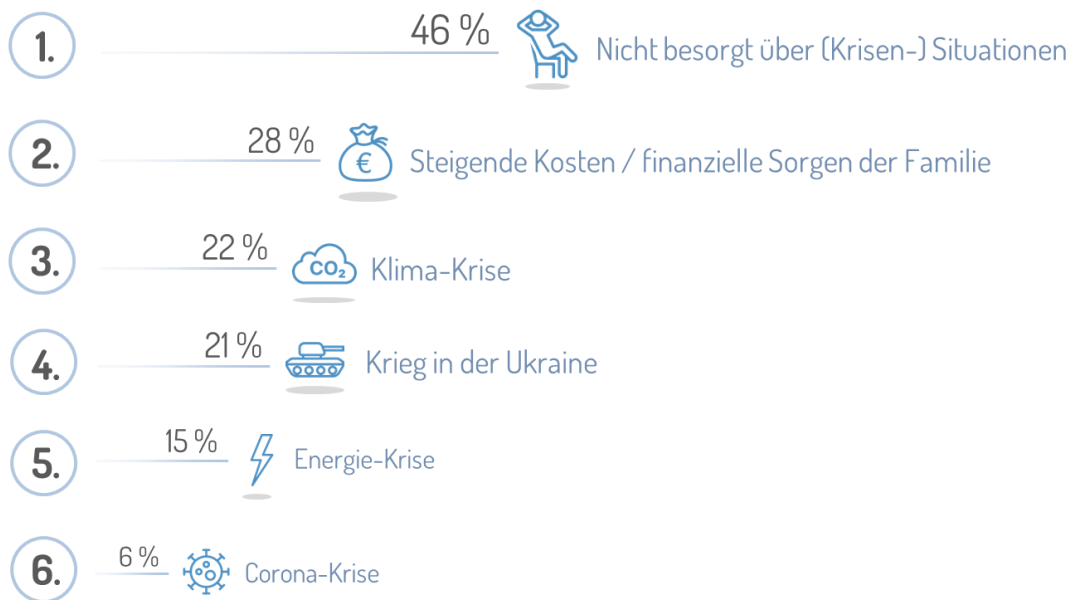 1. 46 % Nicht besorgt über (Krisen-) Situationen
2. 28 % € Steigende Kosten / finanzielle Sorgen der Familie
3. 22 % CO₂ Klima-Krise
4. 21 % Krieg in der Ukraine
5. 15 % Energie-Krise
6. 6 % Corona-Krise